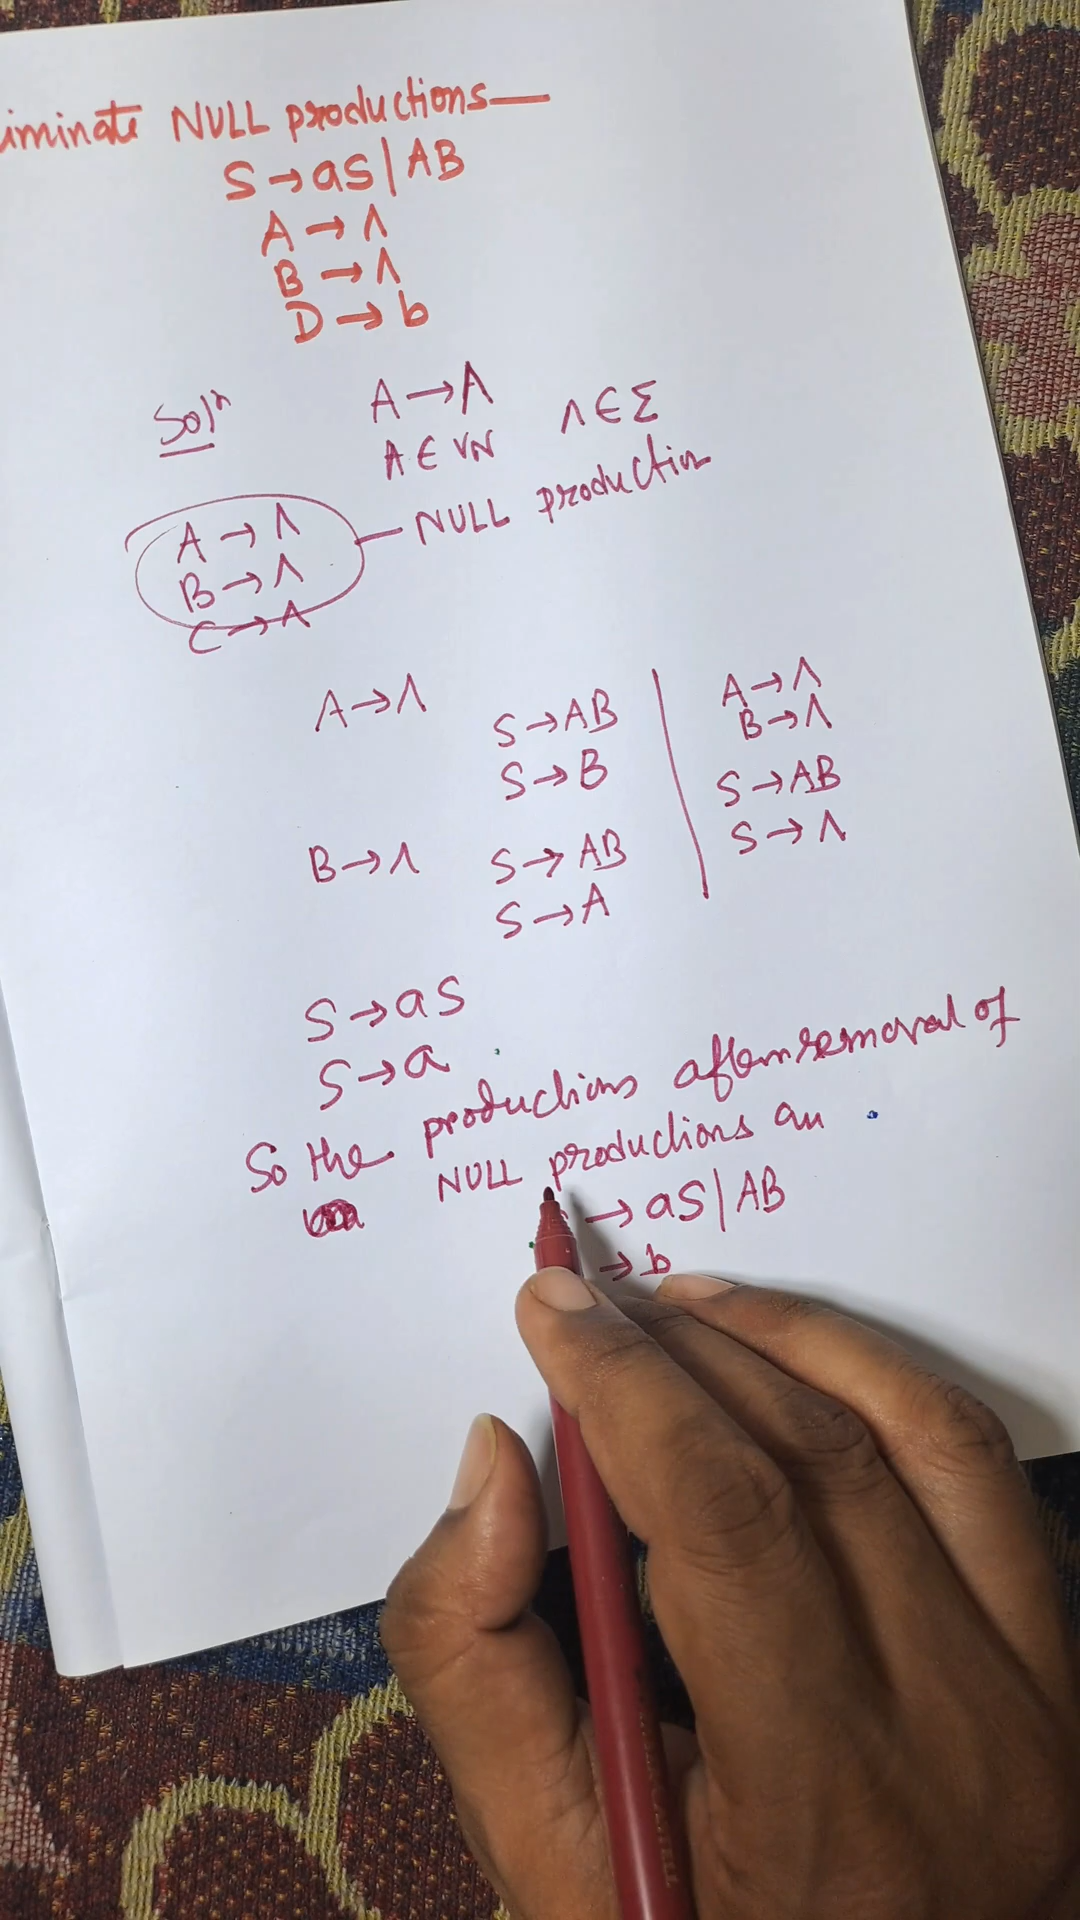 iminate NULL productions—
S → aS | AB
A → Λ
B → Λ
D → b
Soln
A → Λ
A ∈ VN Λ ∈ Σ
A → Λ
B → Λ
C → Λ
— NULL production
A → Λ
S → AB
S → B
B → Λ
S → AB
S → A
A → Λ
B → Λ
S → AB
S → Λ
S → aS
S → a
So the productions after removal of
NULL productions are
→ aS | AB
→ b